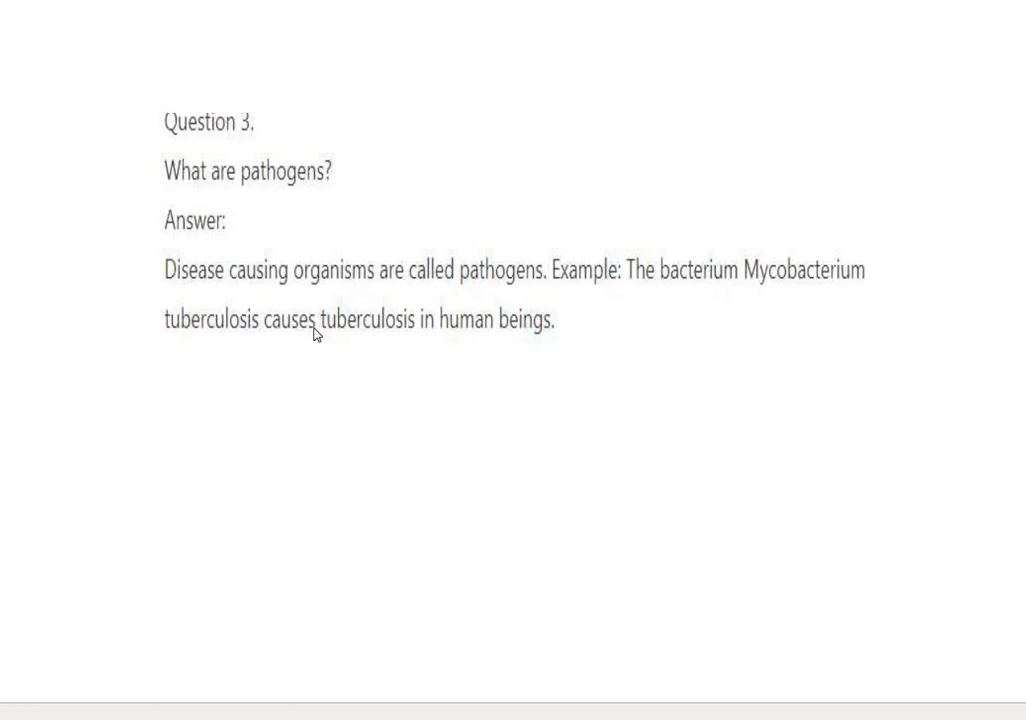 Question 3.
What are pathogens?
Answer:
Disease causing organisms are called pathogens. Example: The bacterium Mycobacterium
tuberculosis causes tuberculosis in human beings.